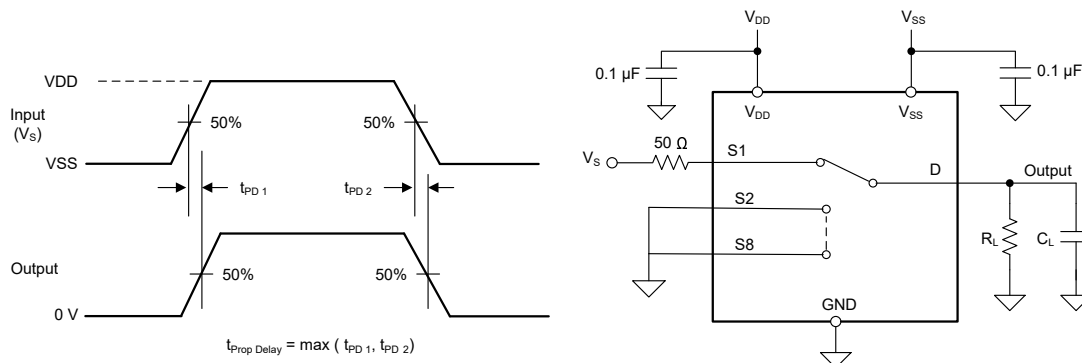 VDD
Input
(VS)
VSS
50%
50%
tPD 1
tPD 2
Output
0 V
50%
50%
tProp Delay = max ( tPD 1, tPD 2)
VDD
VSS
0.1 µF
0.1 µF
VDD
VSS
50 Ω
VS
S1
D
Output
S2
S8
RL
CL
GND